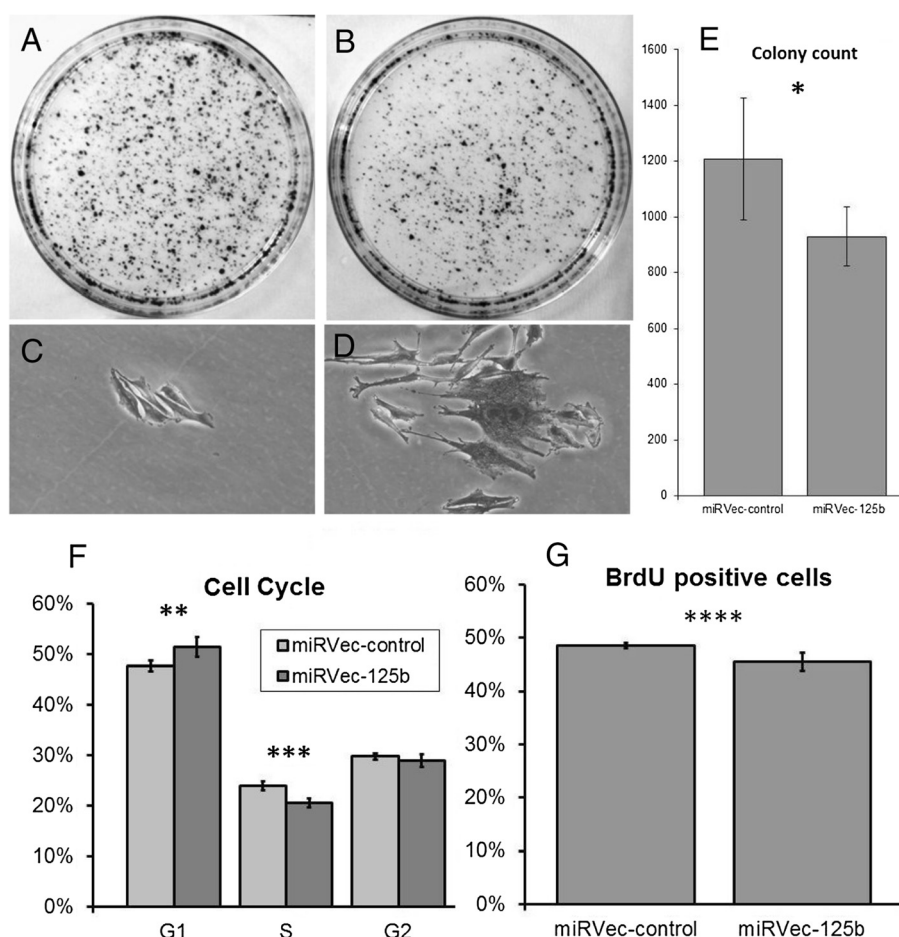 A
B
E
Colony count
*
1600
1400
1200
1000
800
600
400
200
0
miRVec-control
miRVec-125b
C
D
F
Cell Cycle
60%
50%
40%
30%
20%
10%
0%
**
***
miRVec-control
miRVec-125b
G1
S
G2
G
BrdU positive cells
60%
50%
40%
30%
20%
10%
0%
****
miRVec-control
miRVec-125b